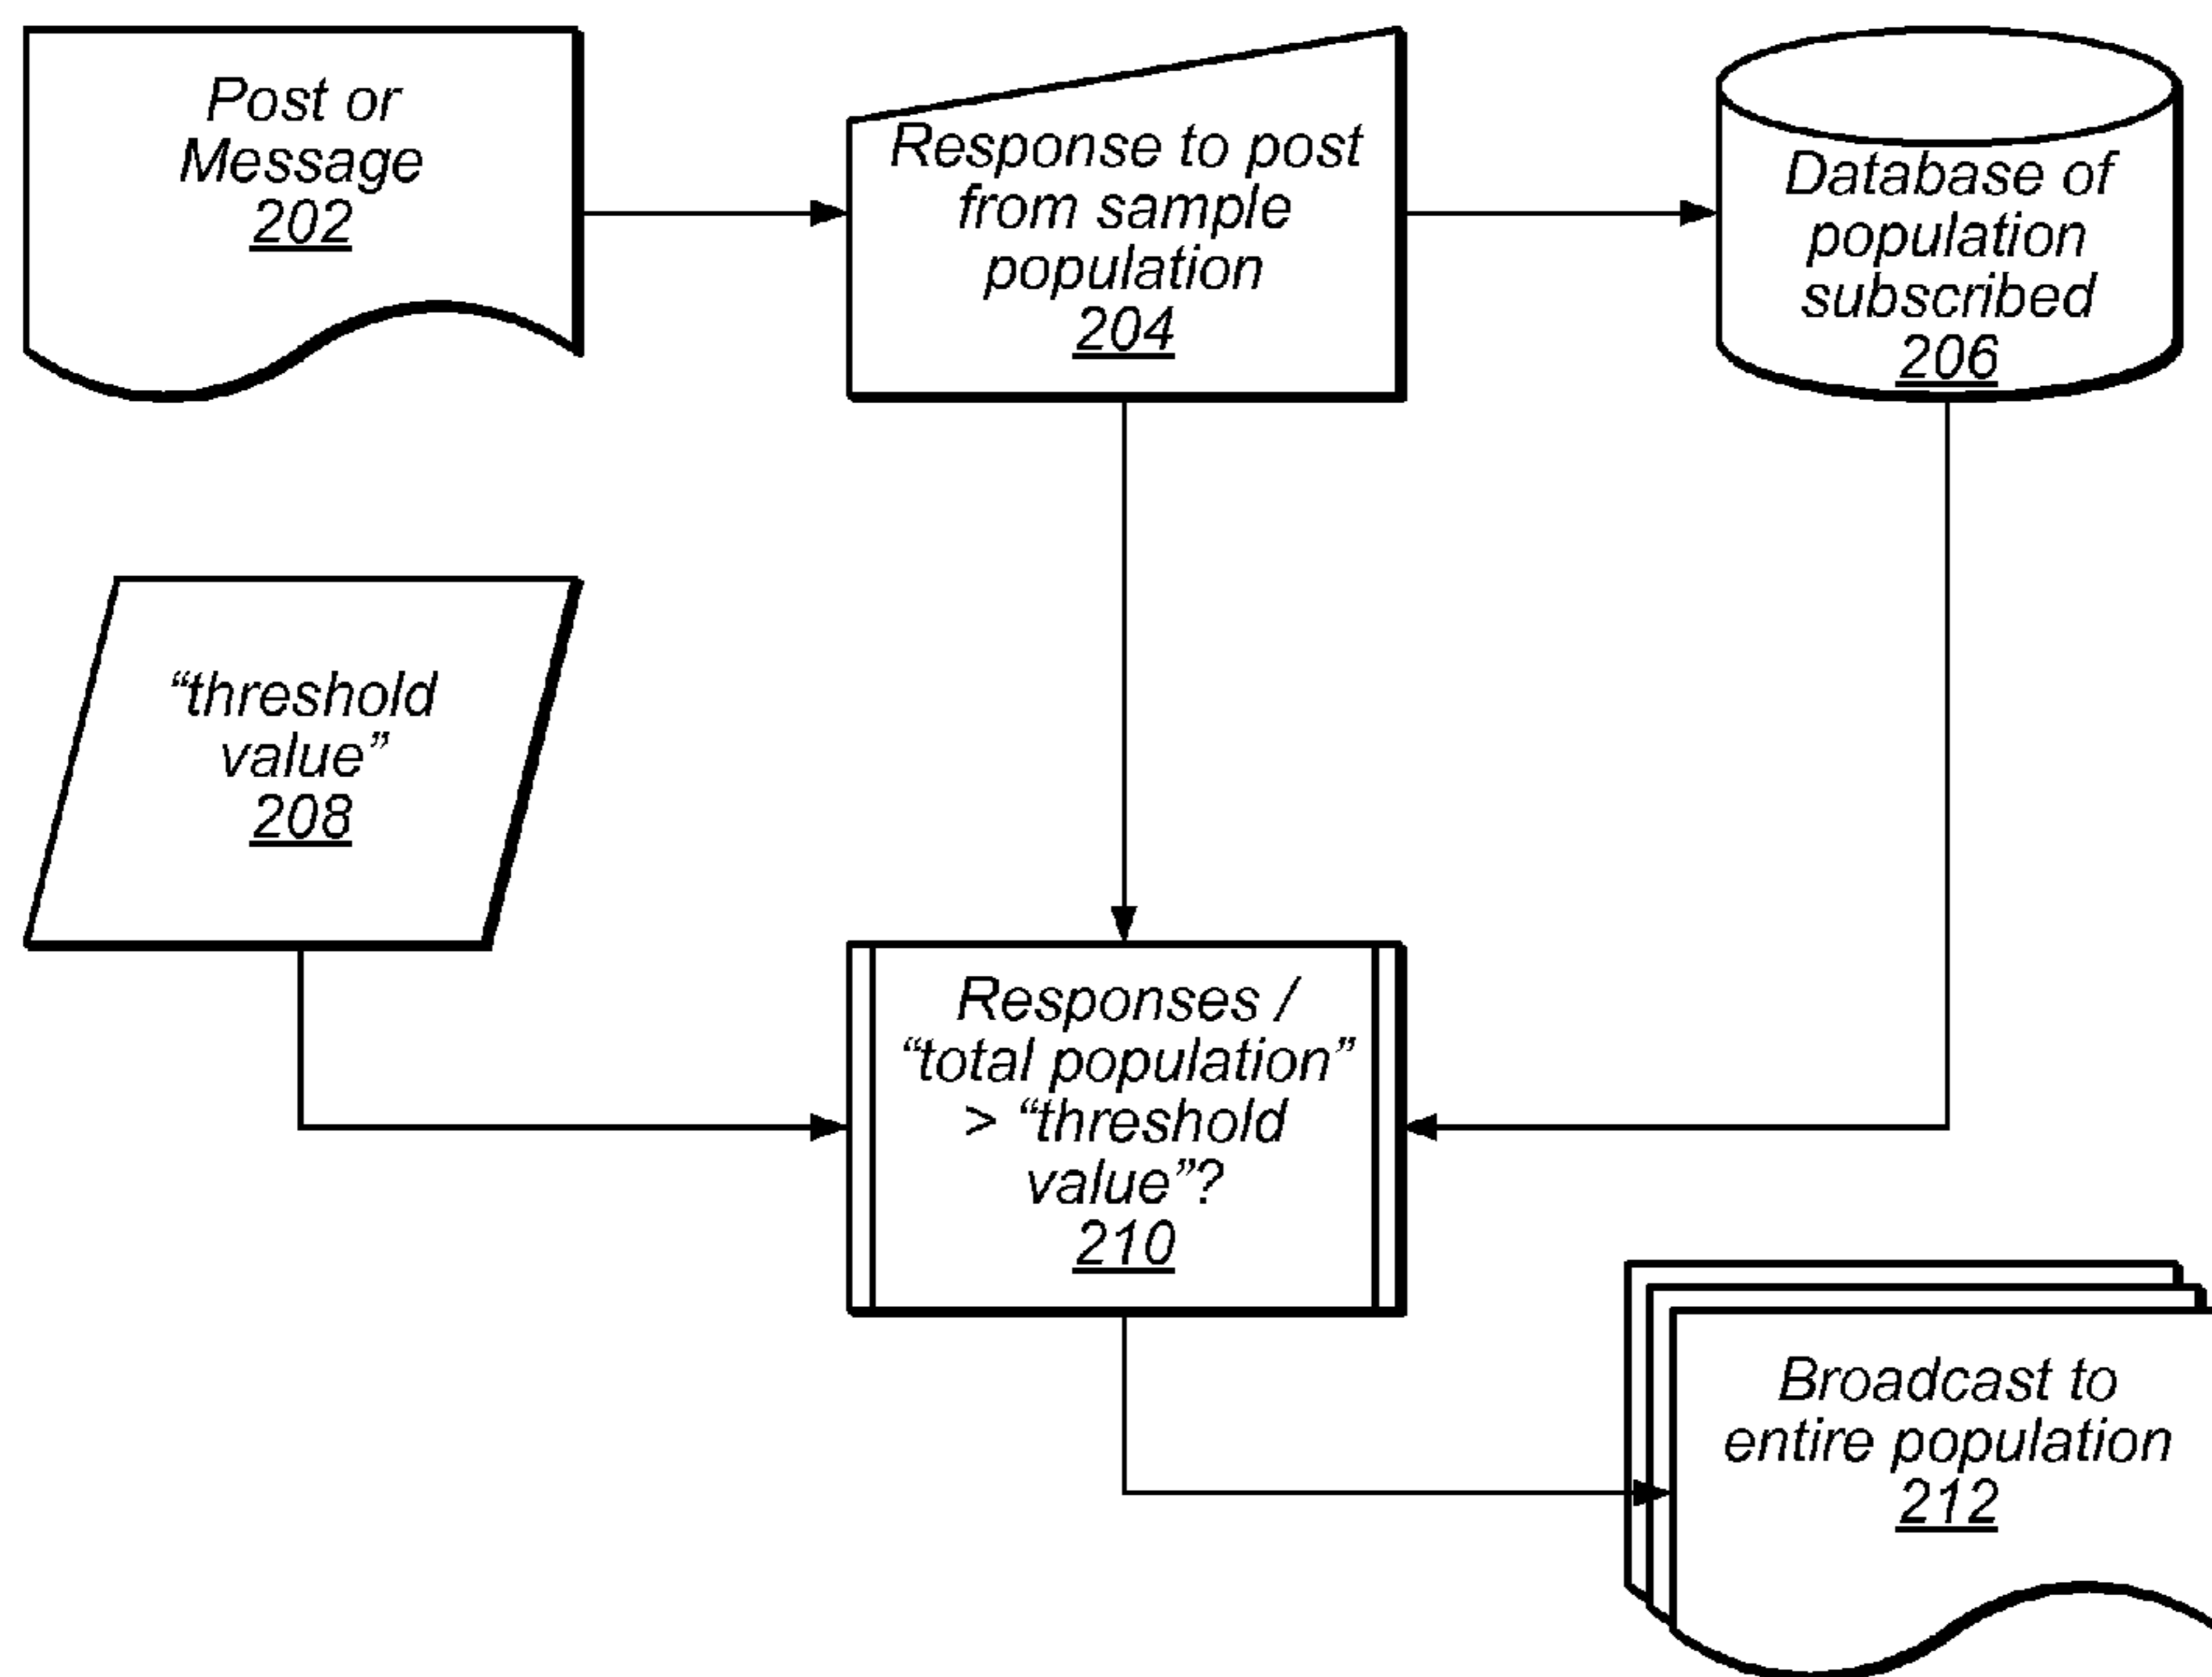 Post or
Message
202
Response to post
from sample
population
204
Database of
population
subscribed
206
“threshold
value”
208
Responses /
“total population”
> “threshold
value”?
210
Broadcast to
entire population
212